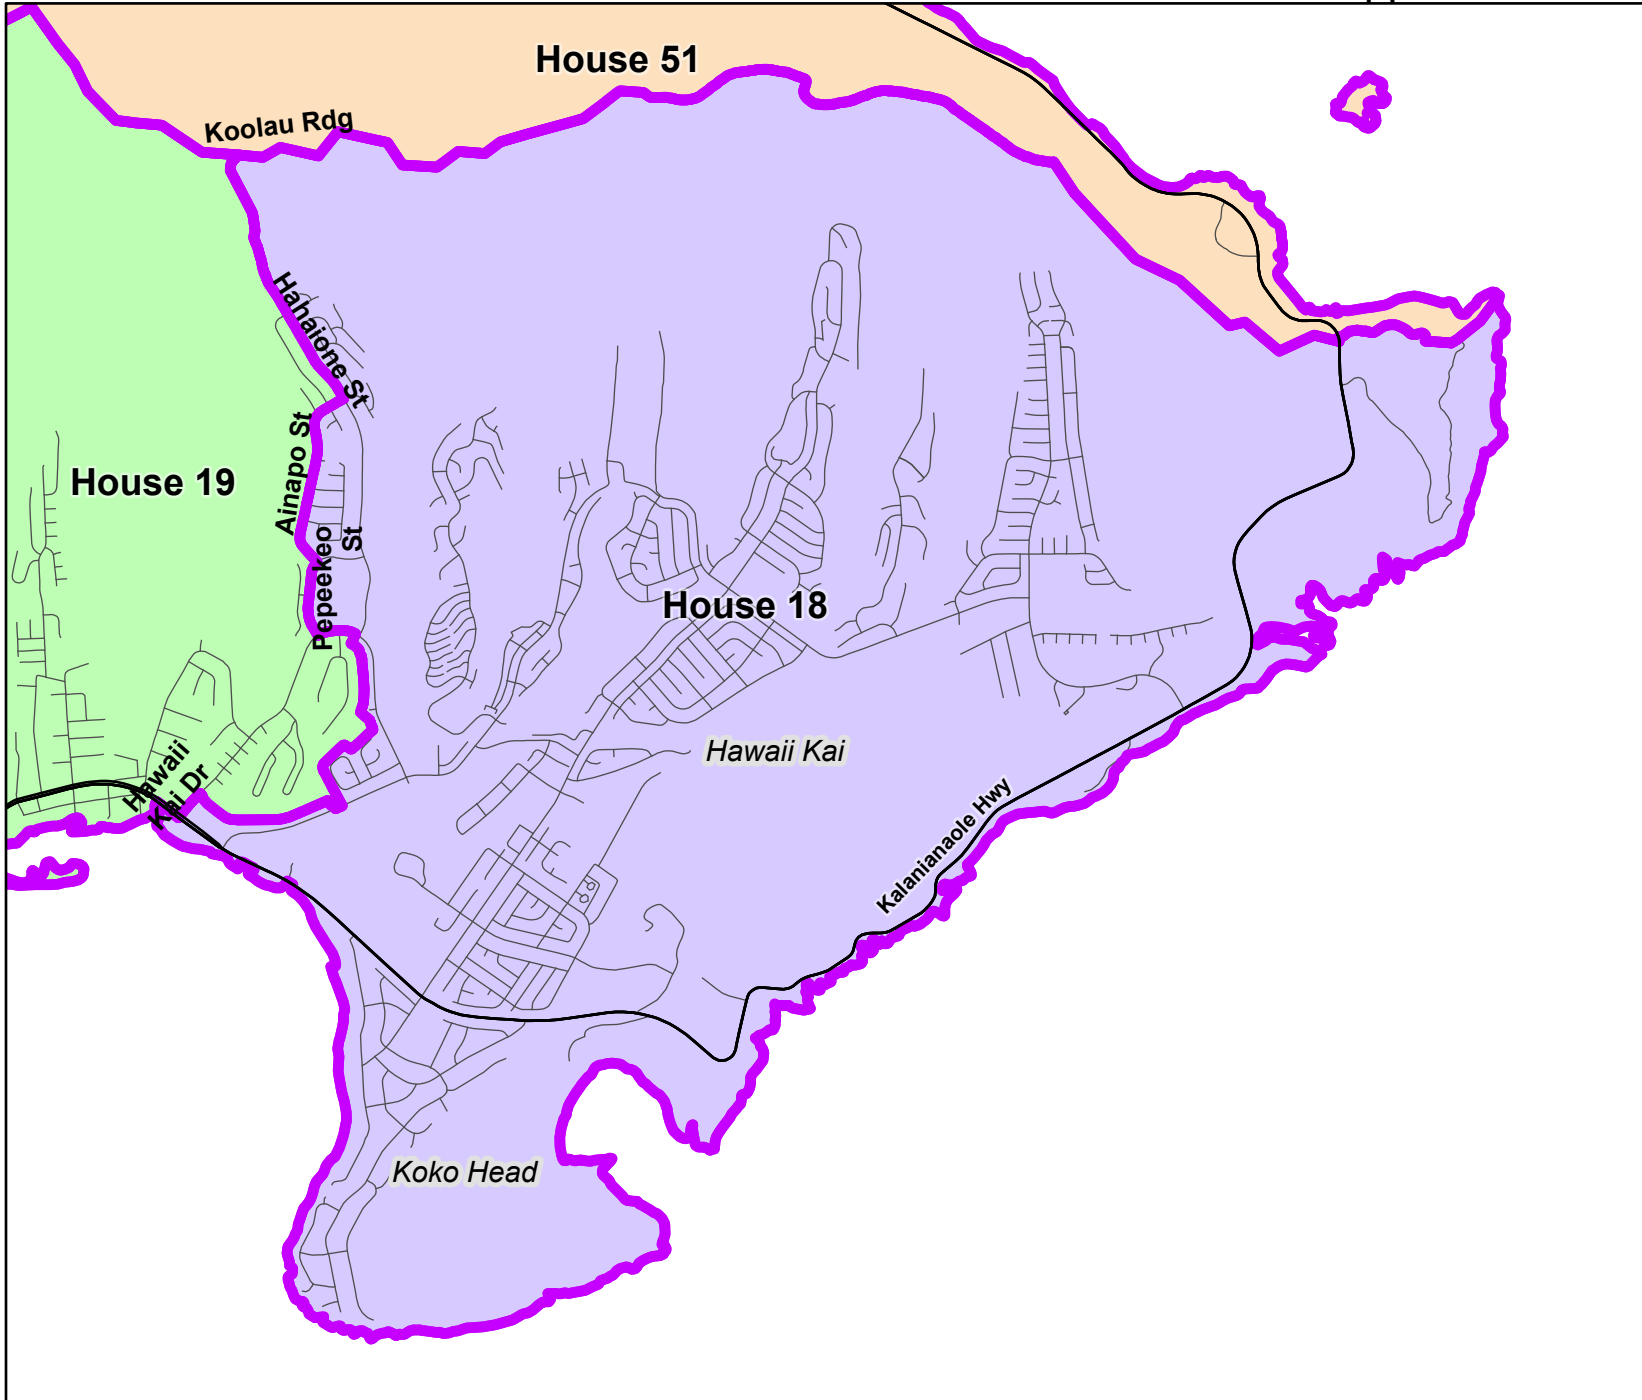 House 51
Koolau Rdg
Hahaione St
Ainapo St
House 19
Pepeekeo
St
House 18
Hawaii
Kai Dr
Hawaii Kai
Kalanianaole Hwy
Koko Head